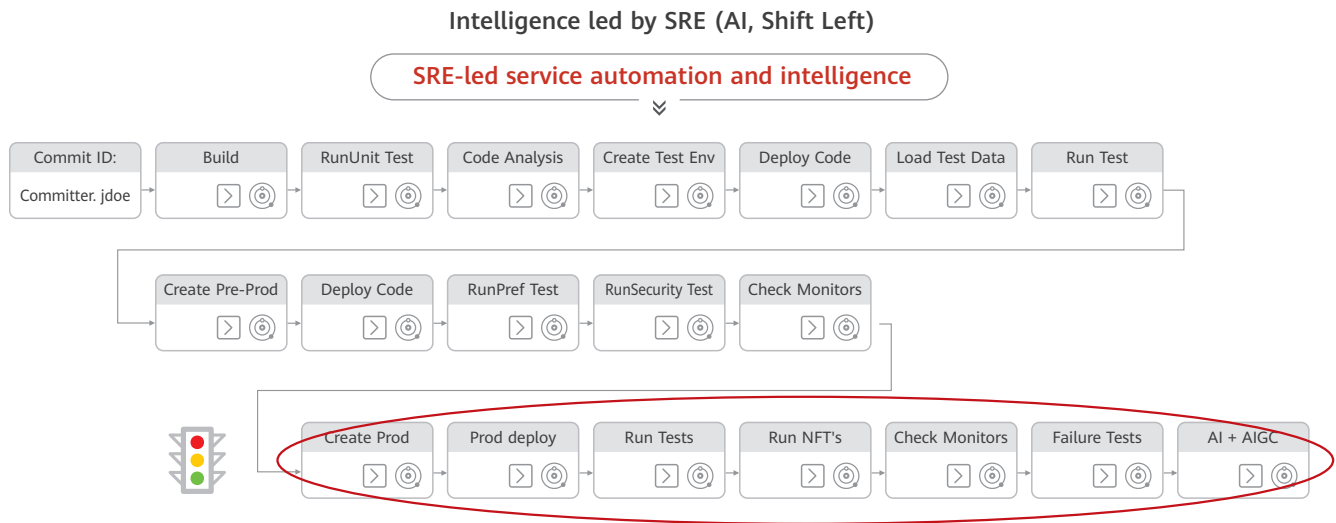 Intelligence led by SRE (AI, Shift Left)
SRE-led service automation and intelligence
Commit ID:
Committer. jdoe
Build
RunUnit Test
Code Analysis
Create Test Env
Deploy Code
Load Test Data
Run Test
Create Pre-Prod
Deploy Code
RunPref Test
RunSecurity Test
Check Monitors
Create Prod
Prod deploy
Run Tests
Run NFT's
Check Monitors
Failure Tests
AI + AIGC